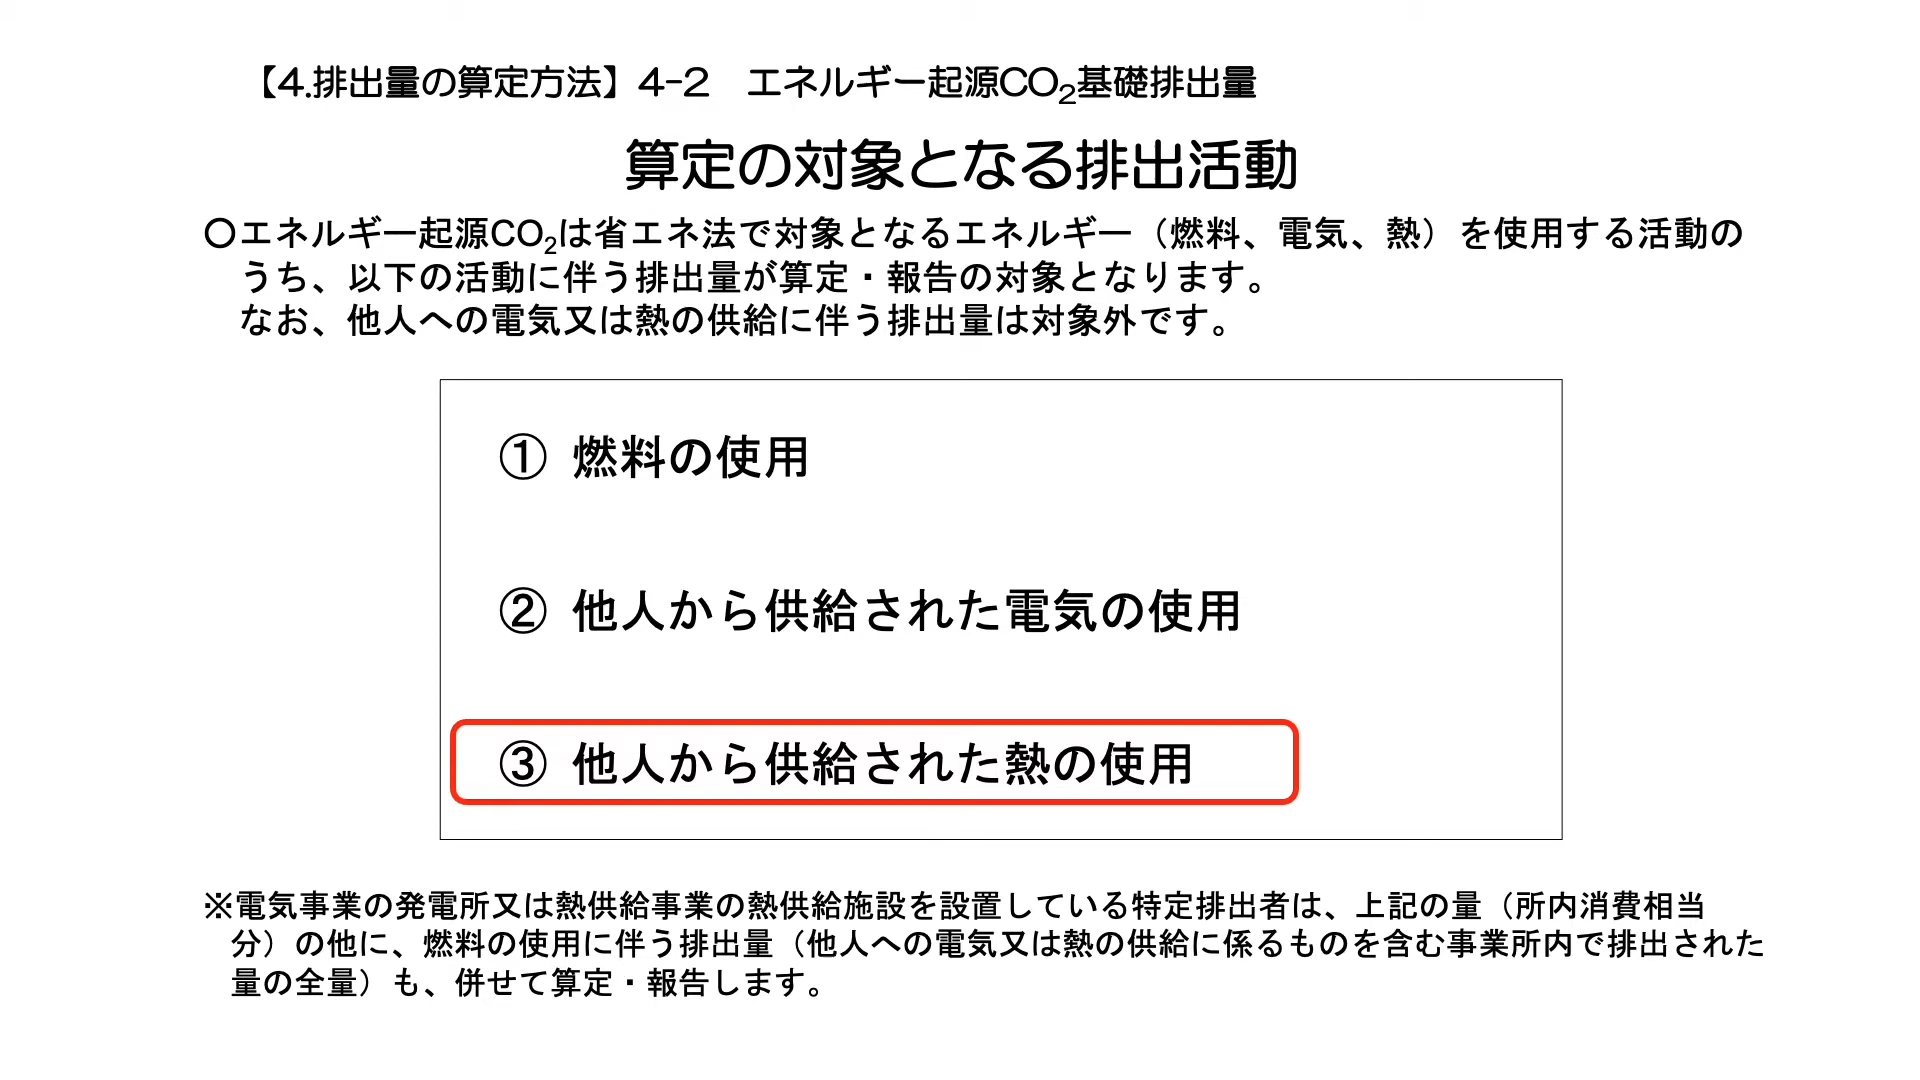 【4.排出量の算定方法】4-2　エネルギー起源CO₂基礎排出量
算定の対象となる排出活動
○エネルギー起源CO₂は省エネ法で対象となるエネルギー（燃料、電気、熱）を使用する活動の
うち、以下の活動に伴う排出量が算定・報告の対象となります。
なお、他人への電気又は熱の供給に伴う排出量は対象外です。
① 燃料の使用
② 他人から供給された電気の使用
③ 他人から供給された熱の使用
※電気事業の発電所又は熱供給事業の熱供給施設を設置している特定排出者は、上記の量（所内消費相当
分）の他に、燃料の使用に伴う排出量（他人への電気又は熱の供給に係るものを含む事業所内で排出された
量の全量）も、併せて算定・報告します。